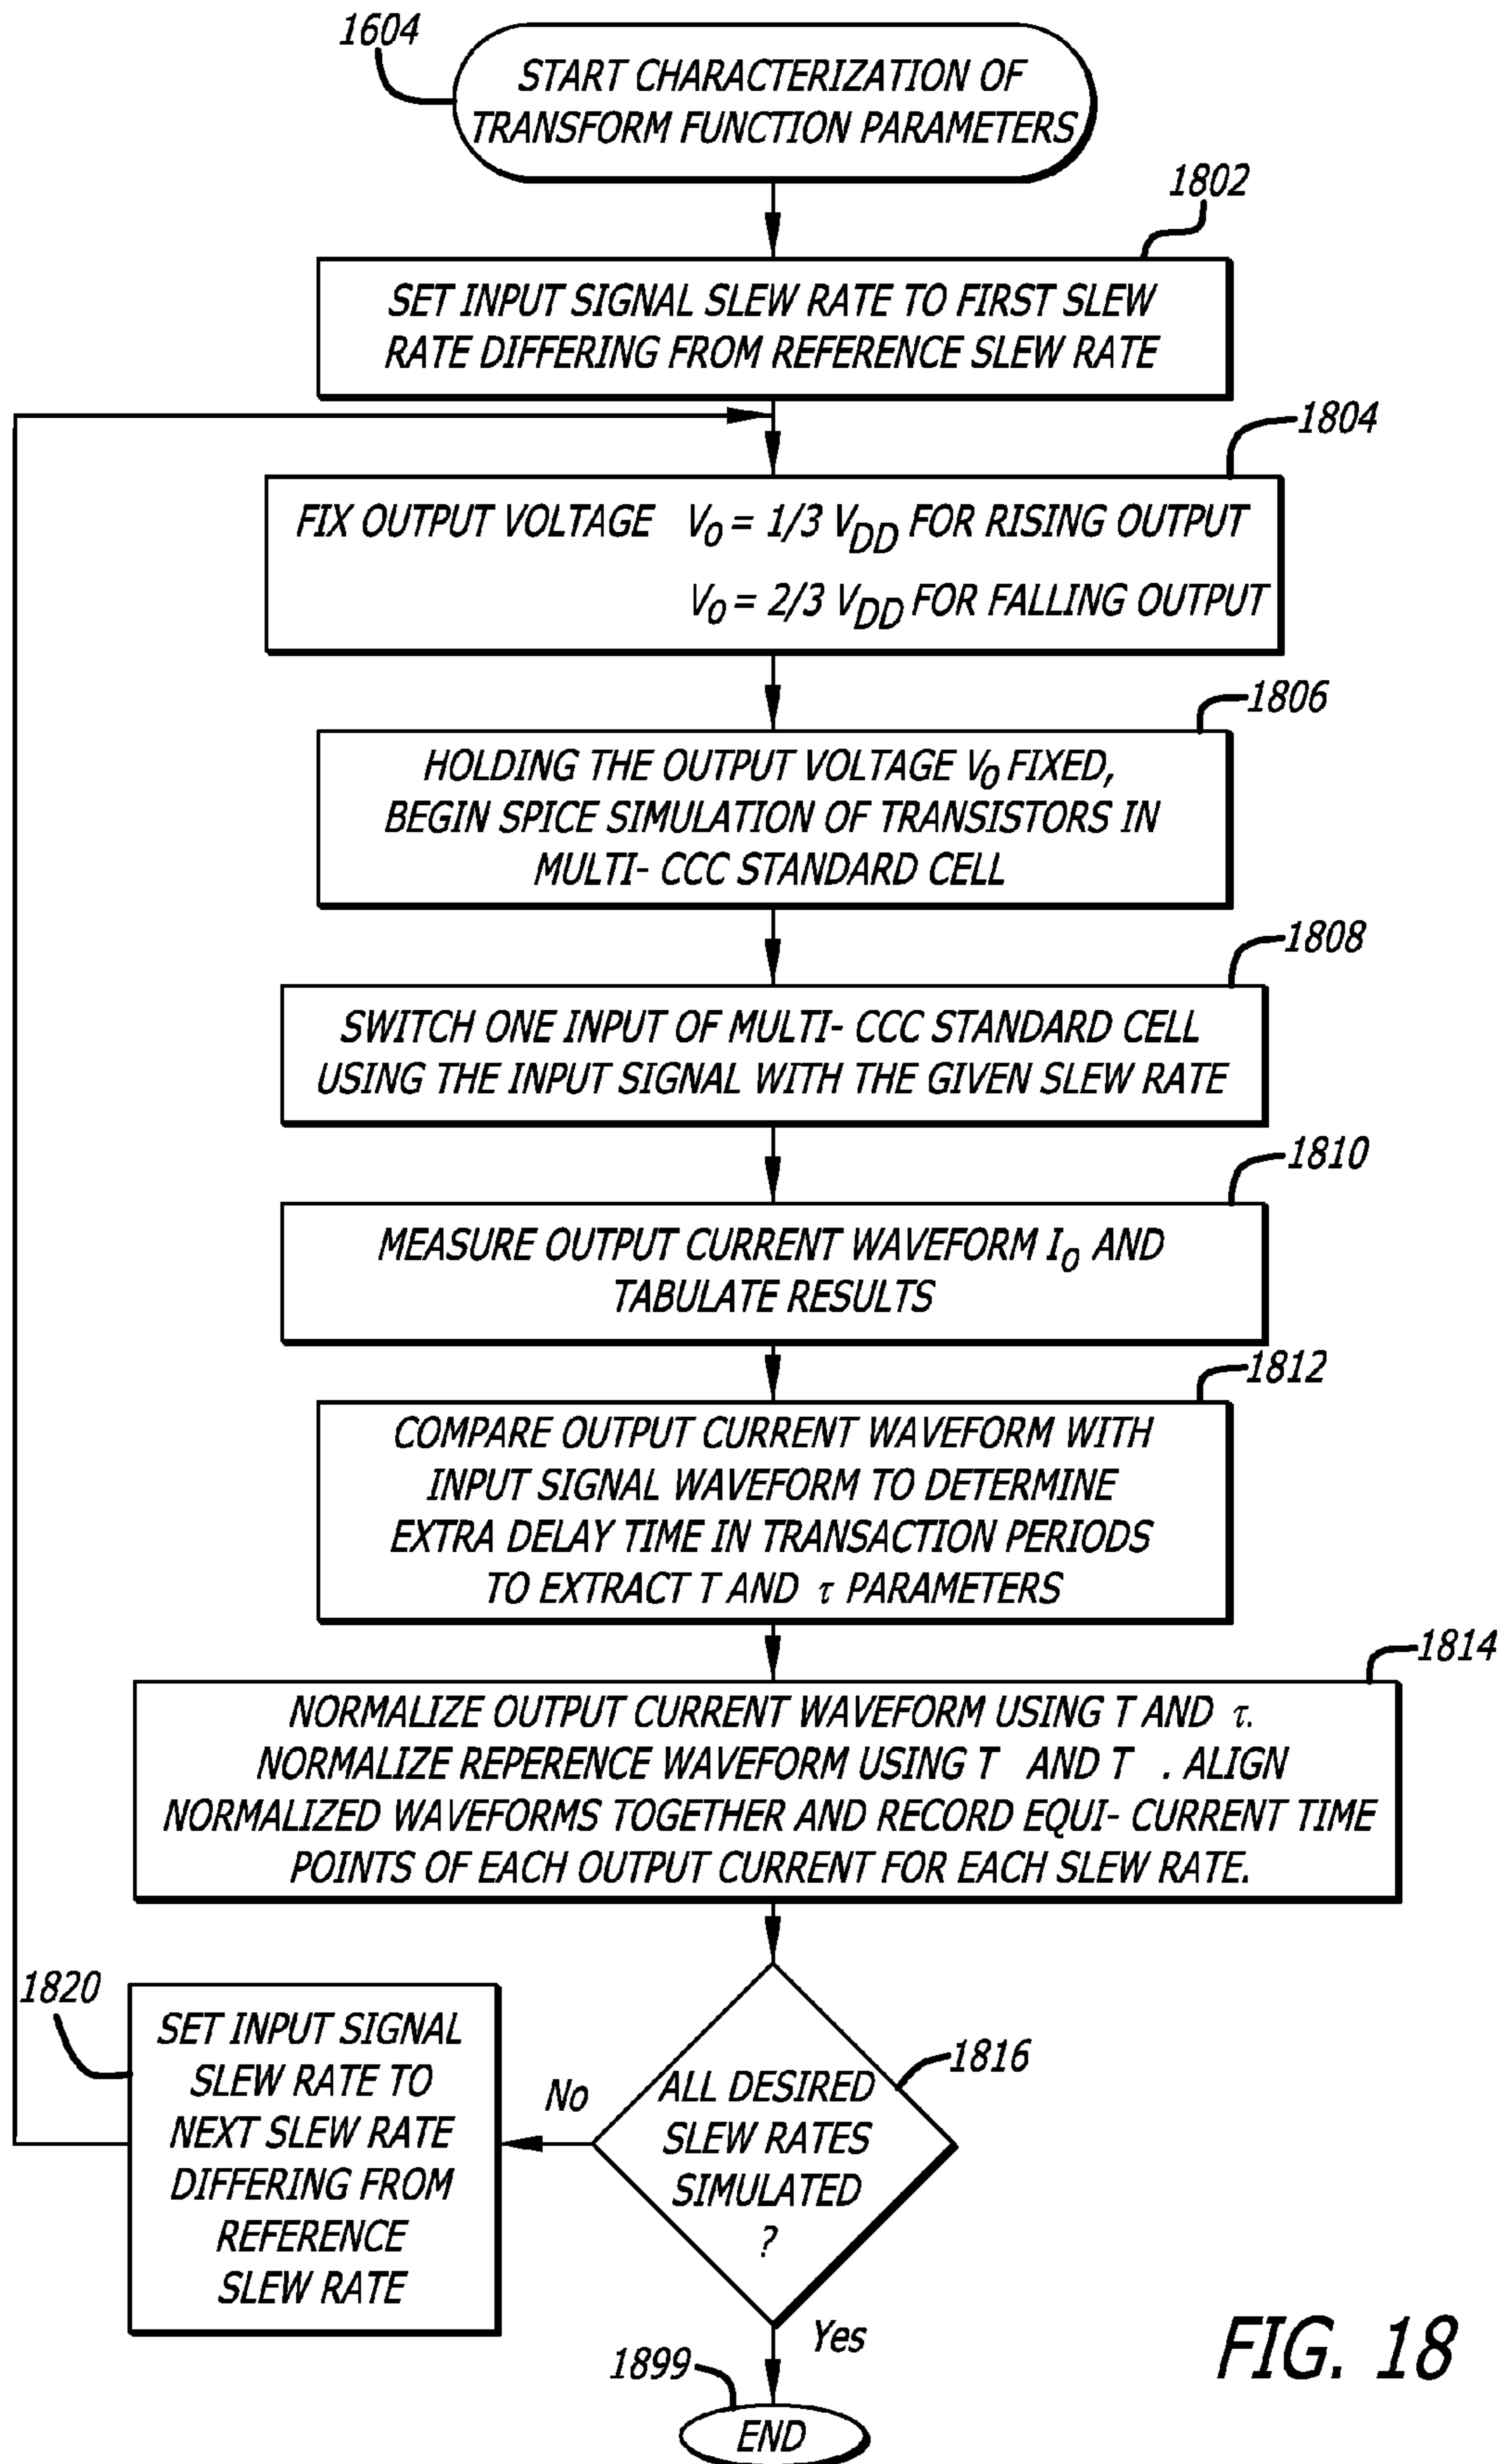 1604
START CHARACTERIZATION OF
TRANSFORM FUNCTION PARAMETERS
1802
SET INPUT SIGNAL SLEW RATE TO FIRST SLEW
RATE DIFFERING FROM REFERENCE SLEW RATE
1804
FIX OUTPUT VOLTAGE V_O = 1/3 V_DD FOR RISING OUTPUT
V_O = 2/3 V_DD FOR FALLING OUTPUT
1806
HOLDING THE OUTPUT VOLTAGE V_O FIXED,
BEGIN SPICE SIMULATION OF TRANSISTORS IN
MULTI- CCC STANDARD CELL
1808
SWITCH ONE INPUT OF MULTI- CCC STANDARD CELL
USING THE INPUT SIGNAL WITH THE GIVEN SLEW RATE
1810
MEASURE OUTPUT CURRENT WAVEFORM I_O AND
TABULATE RESULTS
1812
COMPARE OUTPUT CURRENT WAVEFORM WITH
INPUT SIGNAL WAVEFORM TO DETERMINE
EXTRA DELAY TIME IN TRANSACTION PERIODS
TO EXTRACT T AND τ PARAMETERS
1814
NORMALIZE OUTPUT CURRENT WAVEFORM USING T AND τ.
NORMALIZE REPERENCE WAVEFORM USING T AND T . ALIGN
NORMALIZED WAVEFORMS TOGETHER AND RECORD EQUI- CURRENT TIME
POINTS OF EACH OUTPUT CURRENT FOR EACH SLEW RATE.
1816
ALL DESIRED
SLEW RATES
SIMULATED
?
No
1820
SET INPUT SIGNAL
SLEW RATE TO
NEXT SLEW RATE
DIFFERING FROM
REFERENCE
SLEW RATE
Yes
1899
END
FIG. 18